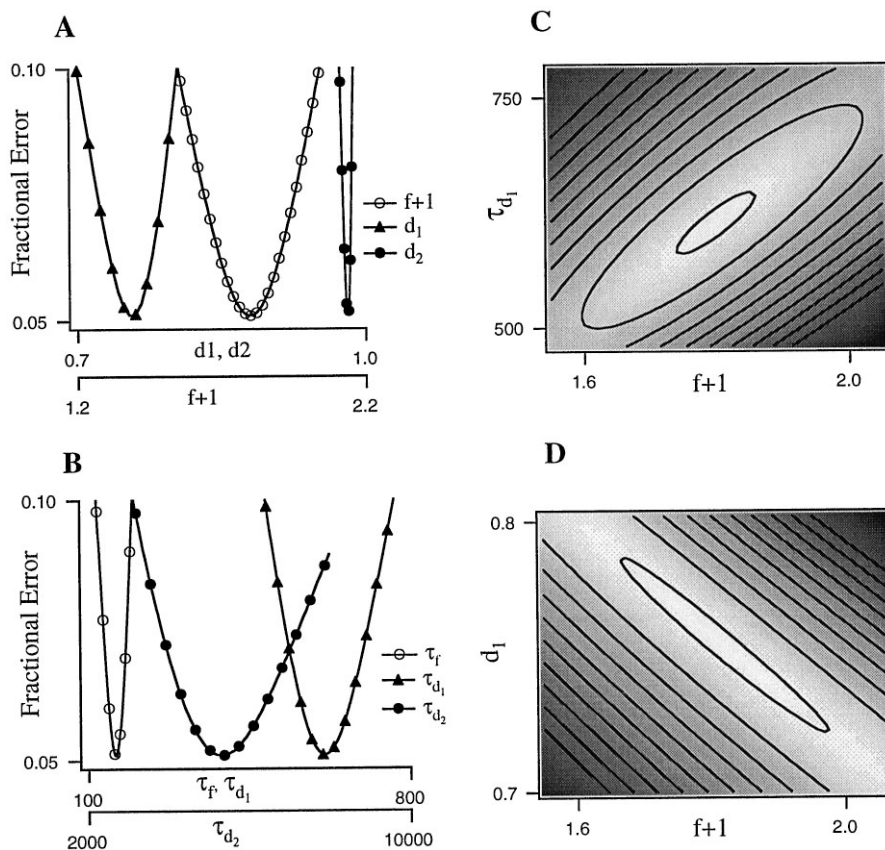 A
0.10
Fractional Error
0.05
f+1
d1
d2
0.7
d1, d2
1.0
1.2
f+1
2.2
B
0.10
Fractional Error
0.05
τf
τd1
τd2
100
τf, τd1
800
2000
τd2
10000
C
750
τd1
500
1.6
f+1
2.0
D
0.8
d1
0.7
1.6
f+1
2.0